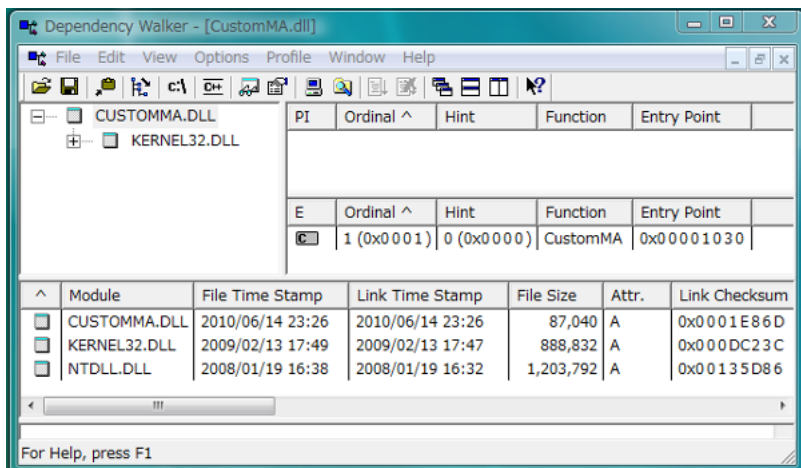 Dependency Walker - [CustomMA.dll]
File Edit View Options Profile Window Help
c:\ C++
CUSTOMMA.DLL
KERNEL32.DLL
PI Ordinal ^ Hint Function Entry Point
E Ordinal ^ Hint Function Entry Point
C 1 (0x0001) 0 (0x0000) CustomMA 0x00001030
^ Module File Time Stamp Link Time Stamp File Size Attr. Link Checksum
CUSTOMMA.DLL 2010/06/14 23:26 2010/06/14 23:26 87,040 A 0x0001E86D
KERNEL32.DLL 2009/02/13 17:49 2009/02/13 17:47 888,832 A 0x000DC23C
NTDLL.DLL 2008/01/19 16:38 2008/01/19 16:32 1,203,792 A 0x00135D86
For Help, press F1